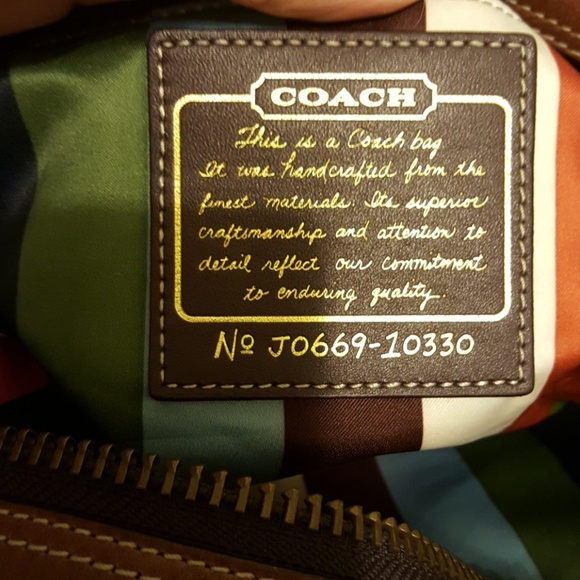 COACH
This is a Coach bag
It was handcrafted from the
finest materials. Its superior
craftsmanship and attention to
detail reflect our commitment
to enduring quality.
No J0669-10330